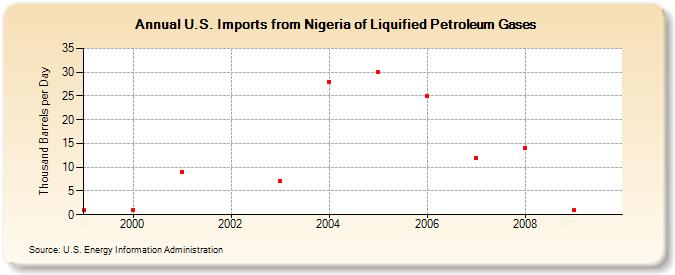 Annual U.S. Imports from Nigeria of Liquified Petroleum Gases
Thousand Barrels per Day
35
30
25
20
15
10
5
0
2000 2002 2004 2006 2008
Source: U.S. Energy Information Administration